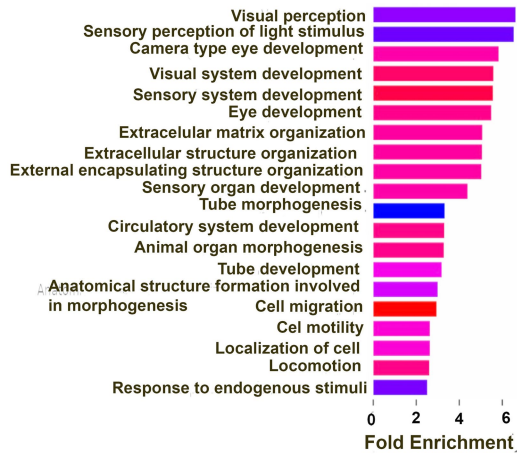 Visual perception
Sensory perception of light stimulus
Camera type eye development
Visual system development
Sensory system development
Eye development
Extracelular matrix organization
Extracellular structure organization
External encapsulating structure organization
Sensory organ development
Tube morphogenesis
Circulatory system development
Animal organ morphogenesis
Tube development
Anatomical structure formation involved
in morphogenesis
Cell migration
Cel motility
Localization of cell
Locomotion
Response to endogenous stimuli
0 2 4 6
Fold Enrichment